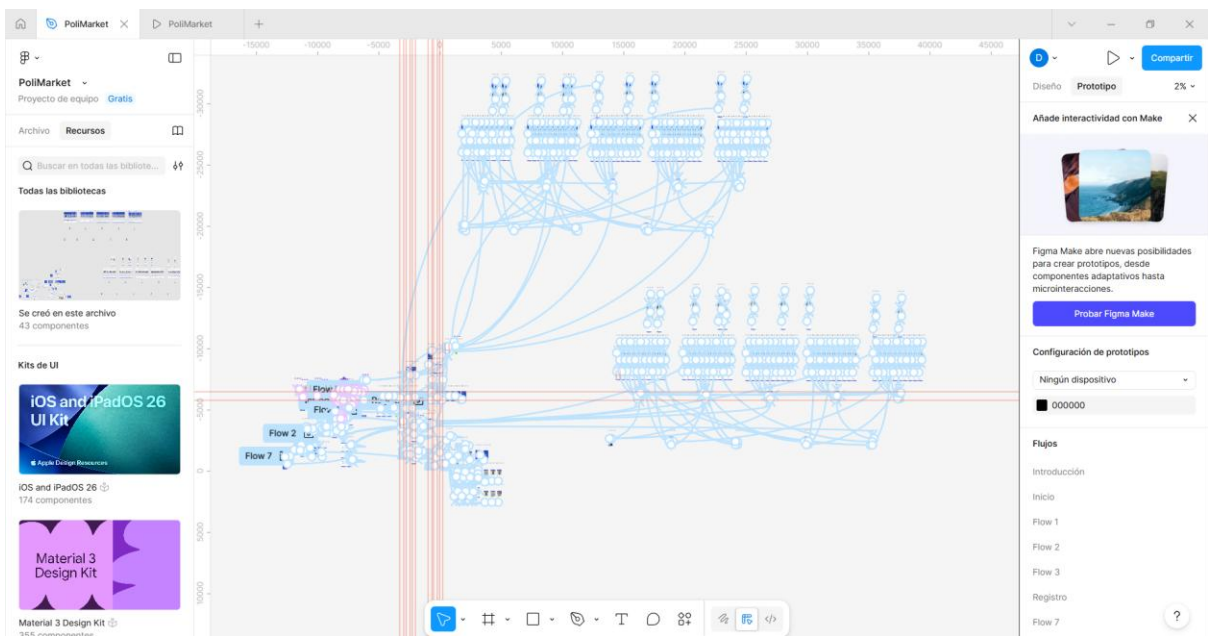 PoliMarket
PoliMarket
PoliMarket
Proyecto de equipo Gratis
Archivo Recursos
Buscar en todas las bibliote...
Todas las bibliotecas
Se creó en este archivo
43 componentes
Kits de UI
iOS and iPadOS 26
UI Kit
Apple Design Resources
iOS and iPadOS 26
174 componentes
Material 3
Design Kit
Material 3 Design Kit
355 componentes
-15000 -10000 -5000 0 5000 10000 15000 20000 25000 30000 35000 40000 45000
-30000
-25000
-20000
-15000
-10000
-5000
0
5000
10000
Flow 2
Flow 7
D
Compartir
Diseño Prototipo 2%
Añade interactividad con Make
Figma Make abre nuevas posibilidades
para crear prototipos, desde
componentes adaptativos hasta
microinteracciones.
Probar Figma Make
Configuración de prototipos
Ningún dispositivo
000000
Flujos
Introducción
Inicio
Flow 1
Flow 2
Flow 3
Registro
Flow 7
?